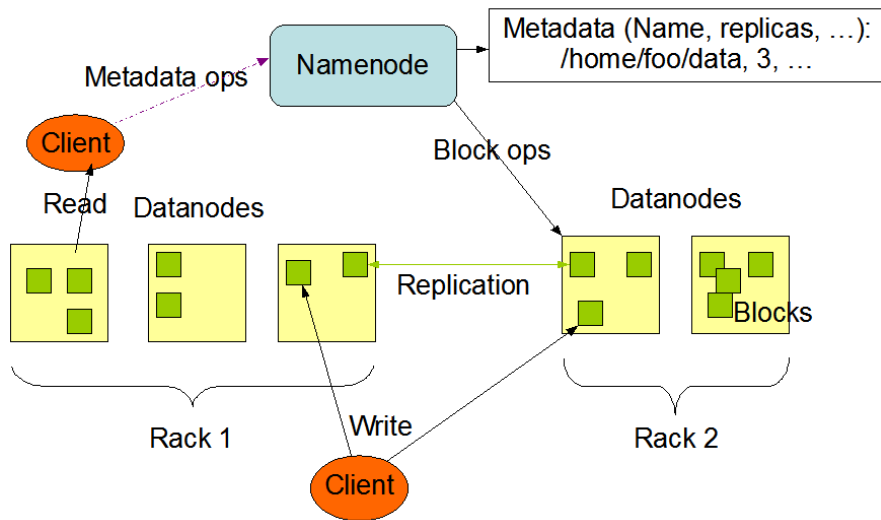 Metadata (Name, replicas, …):
/home/foo/data, 3, …
Namenode
Metadata ops
Client
Block ops
Read
Datanodes
Datanodes
Replication
Blocks
Rack 1
Write
Rack 2
Client